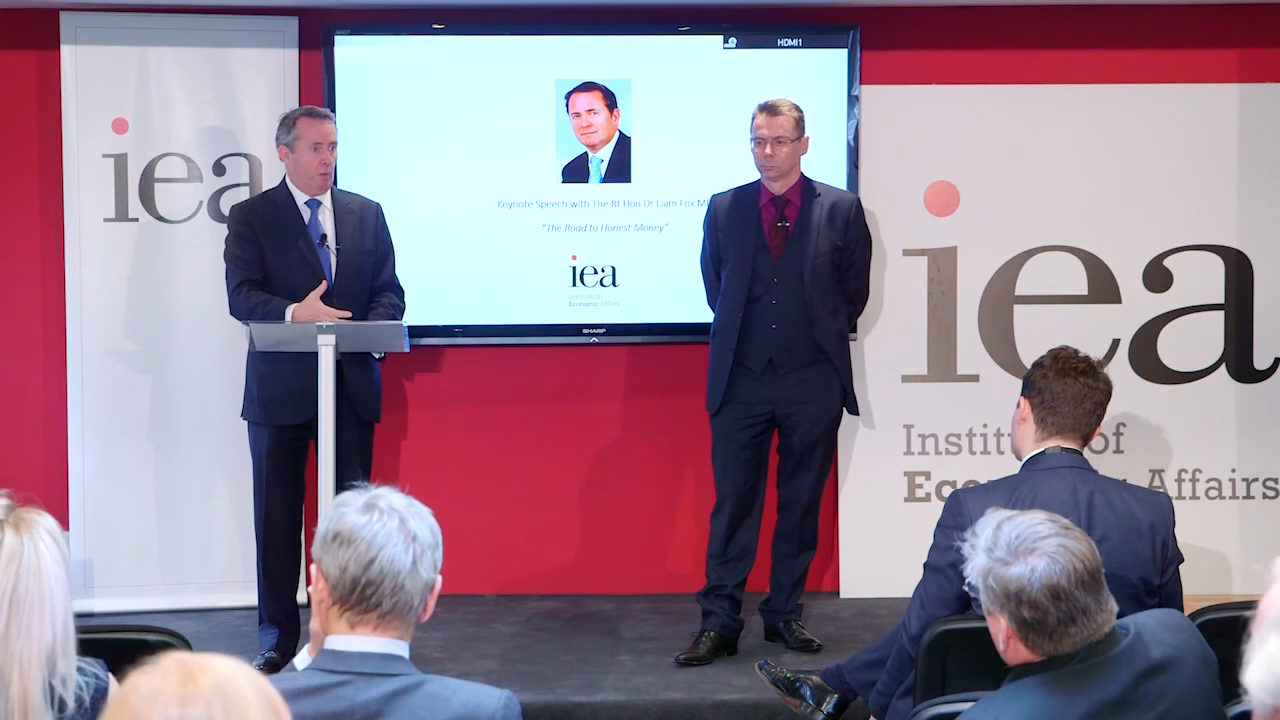 iea
HDMI1
Keynote Speech with The Rt Hon Dr Liam Fox MP
"The Road to Honest Money"
iea
Institute of
Economic Affairs
SHARP
iea
Institute of
Economic Affairs